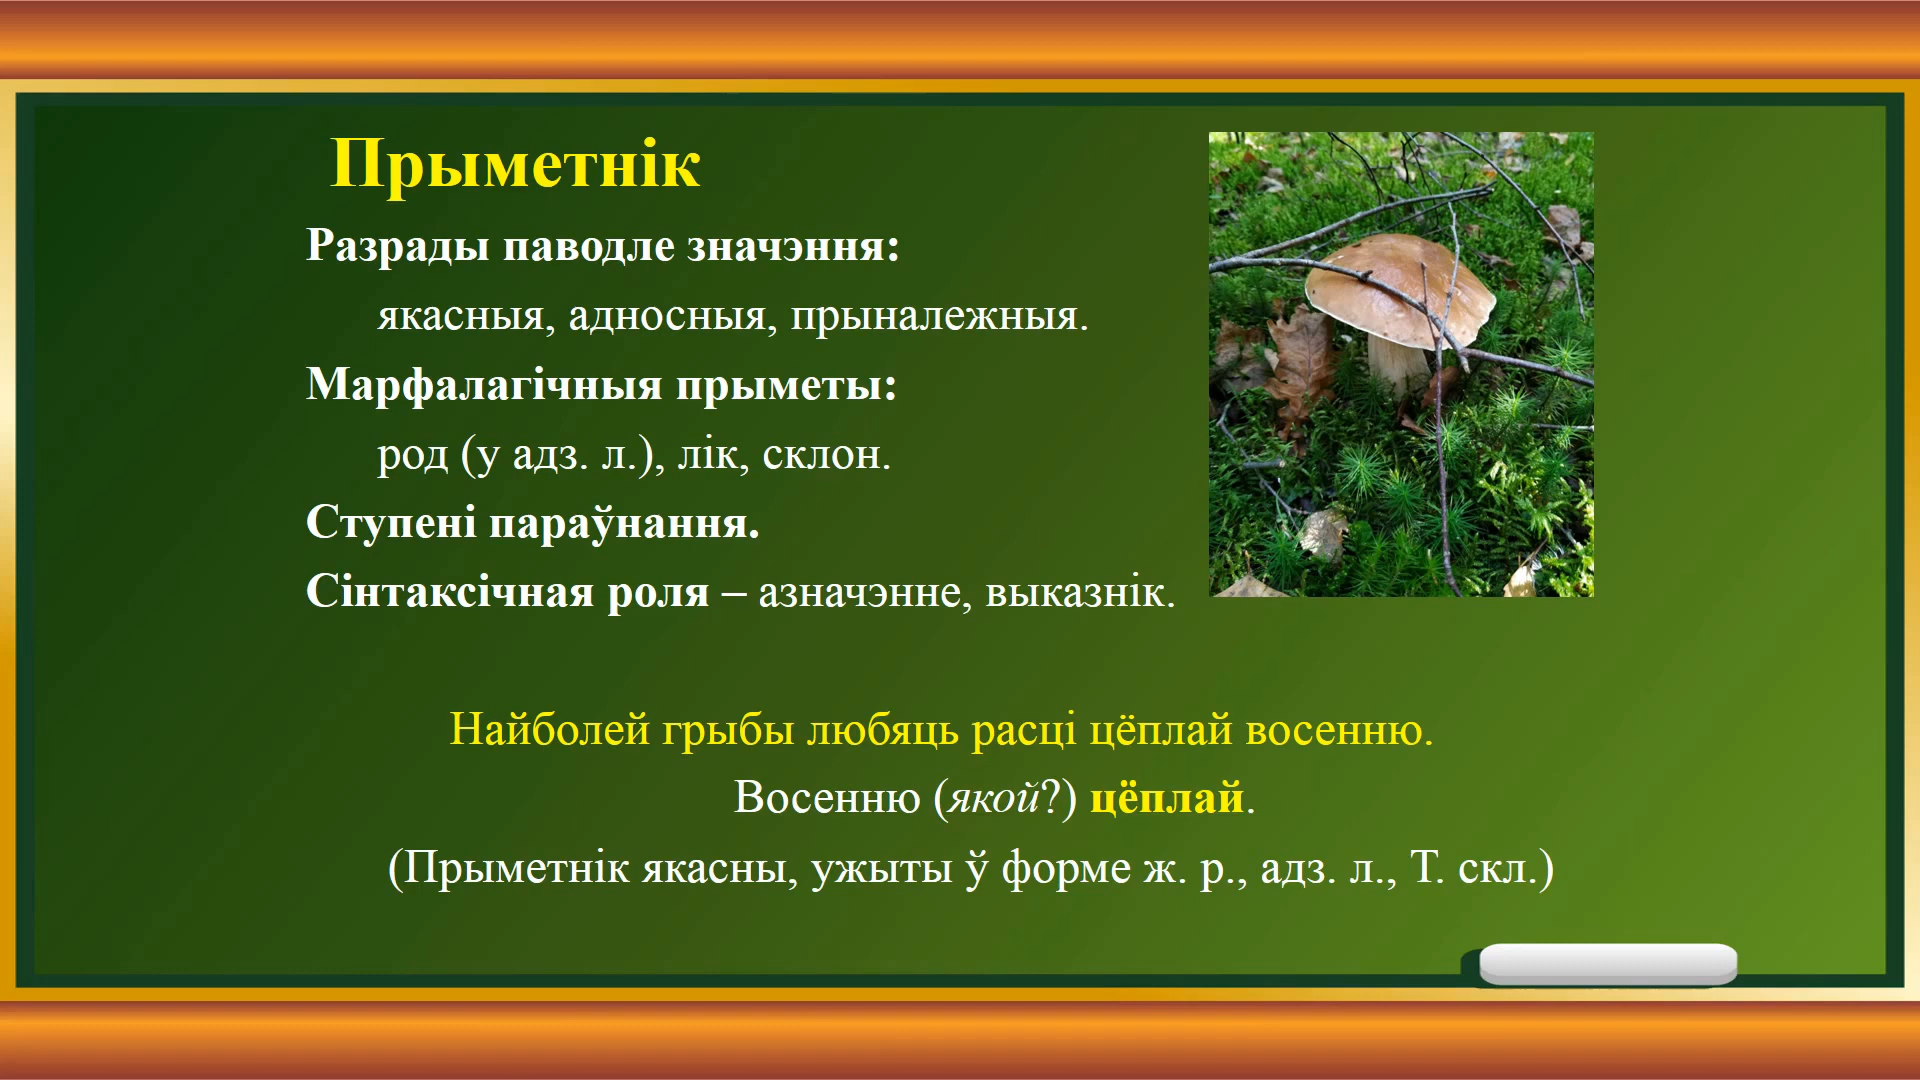 Прыметнік
Разрады паводле значэння:
якасныя, адносныя, прыналежныя.
Марфалагічныя прыметы:
род (у адз. л.), лік, склон.
Ступені параўнання.
Сінтаксічная роля – азначэнне, выказнік.
Найболей грыбы любяць расці цёплай восенню.
Восенню (якой?) цёплай.
(Прыметнік якасны, ужыты ў форме ж. р., адз. л., Т. скл.)